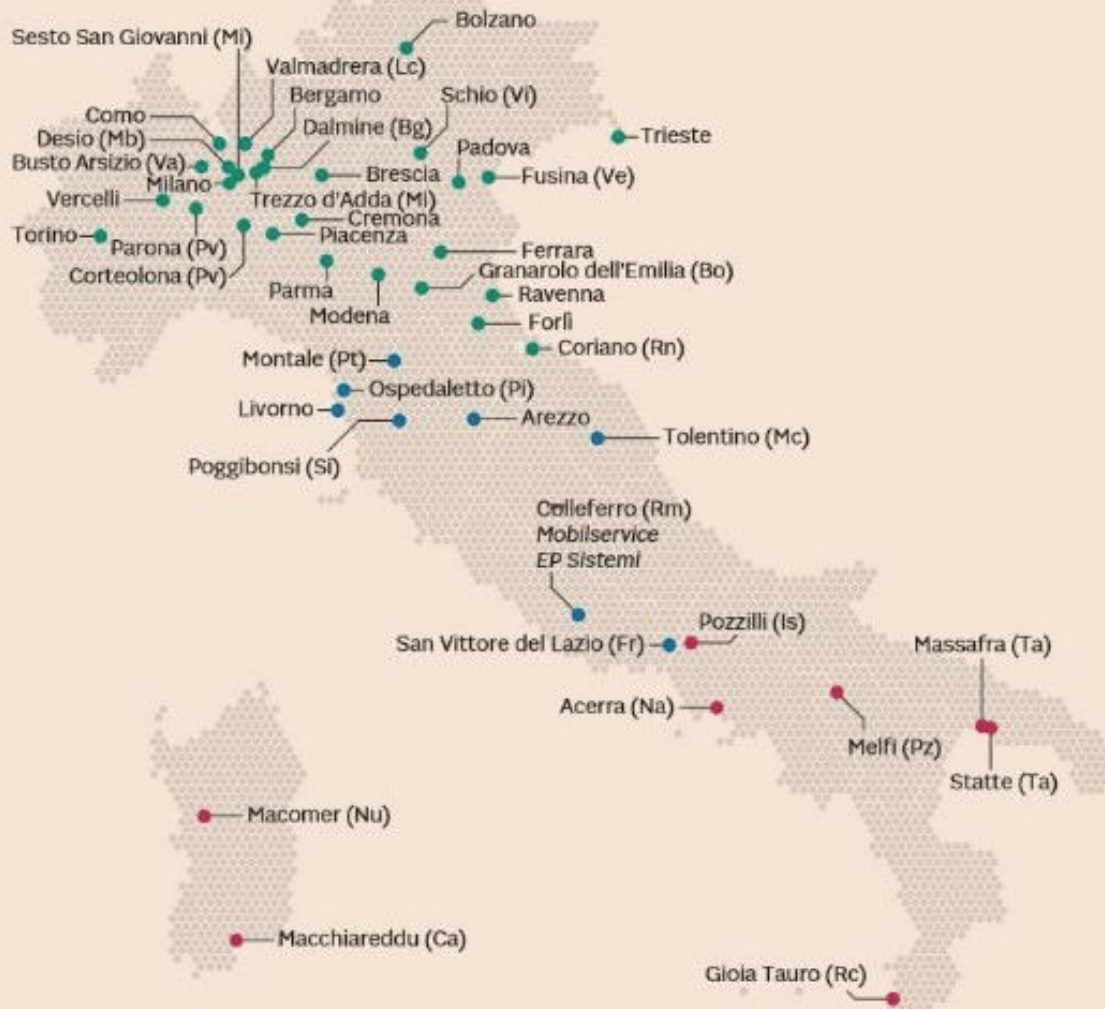 Bolzano
Sesto San Giovanni (Mi)
Valmadrera (Lc)
Bergamo
Schio (Vi)
Como
Dalmine (Bg)
Desio (Mb)
Trieste
Padova
Busto Arsizio (Va)
Brescia
Fusina (Ve)
Milano
Vercelli
Trezzo d'Adda (Mi)
Cremona
Torino
Parona (Pv)
Piacenza
Ferrara
Corteolona (Pv)
Granarolo dell'Emilia (Bo)
Parma
Ravenna
Modena
Forlì
Coriano (Rn)
Montale (Pt)
Ospedaletto (Pi)
Livorno
Arezzo
Tolentino (Mc)
Poggibonsi (Si)
Colleferro (Rm)
Mobilservice
EP Sistemi
Pozzilli (Is)
San Vittore del Lazio (Fr)
Massafra (Ta)
Acerra (Na)
Melfi (Pz)
Statte (Ta)
Macomer (Nu)
Macchiareddu (Ca)
Gioia Tauro (Rc)